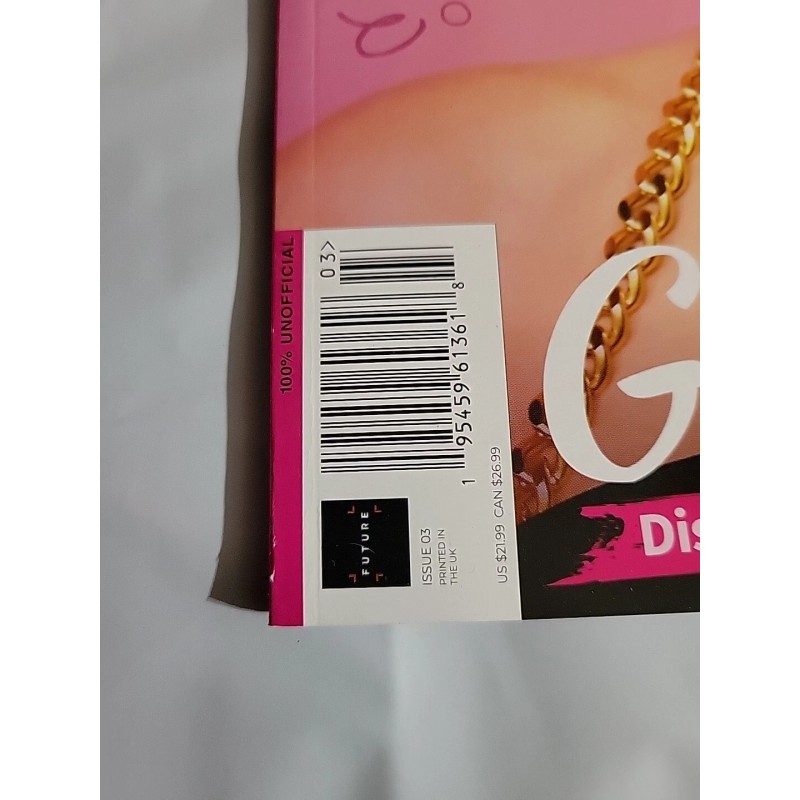 100% UNOFFICIAL
03>
1 95459 61361 8
FUTURE
ISSUE 03
PRINTED IN
THE UK
US $21.99 CAN $26.99
G
Dis